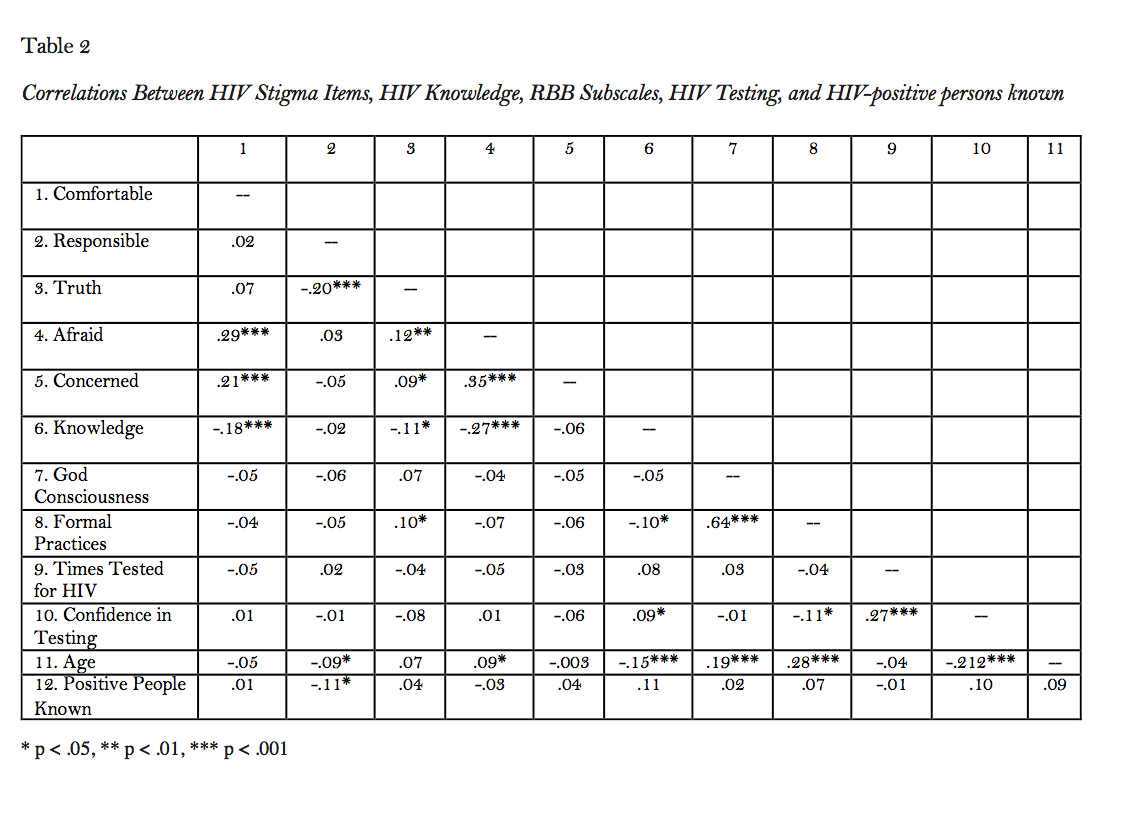 Table 2
Correlations Between HIV Stigma Items, HIV Knowledge, RBB Subscales, HIV Testing, and HIV-positive persons known
1 2 3 4 5 6 7 8 9 10 11
1. Comfortable --
2. Responsible .02 --
3. Truth .07 -.20*** --
4. Afraid .29*** .03 .12** --
5. Concerned .21*** -.05 .09* .35*** --
6. Knowledge -.18*** -.02 -.11* -.27*** -.06 --
7. God -.05 -.06 .07 -.04 -.05 -.05 --
Consciousness
8. Formal -.04 -.05 .10* -.07 -.06 -.10* .64*** --
Practices
9. Times Tested -.05 .02 -.04 -.05 -.03 .08 .03 -.04 --
for HIV
10. Confidence in .01 -.01 -.08 .01 -.06 .09* -.01 -.11* .27*** --
Testing
11. Age -.05 -.09* .07 .09* -.003 -.15*** .19*** .28*** -.04 -.212*** --
12. Positive People .01 -.11* .04 -.03 .04 .11 .02 .07 -.01 .10 .09
Known
* p < .05, ** p < .01, *** p < .001